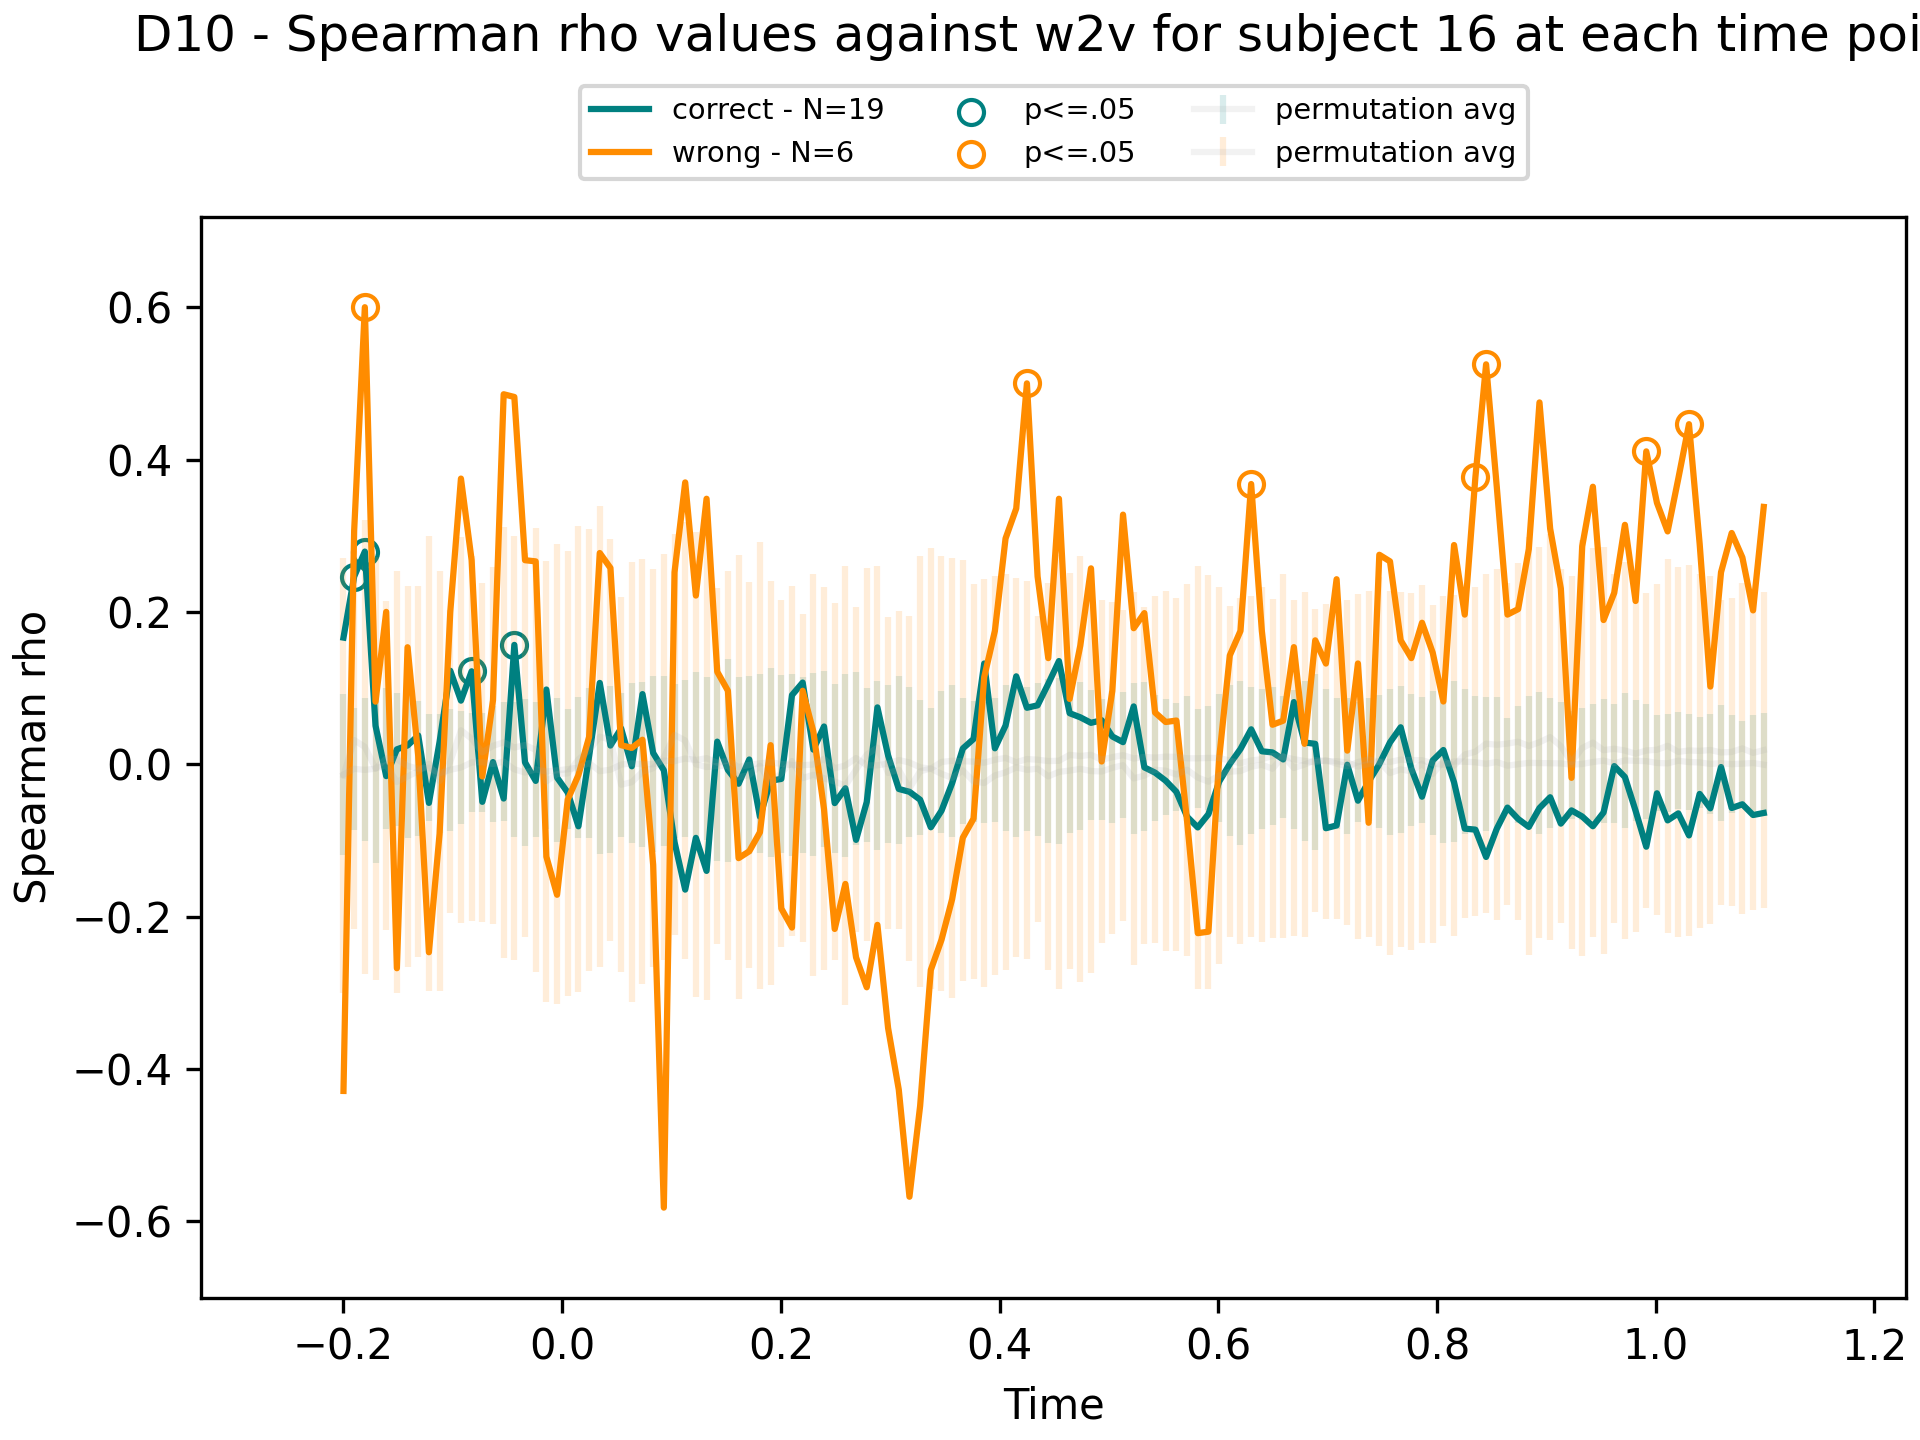 D10 - Spearman rho values against w2v for subject 16 at each time poi
correct - N=19
wrong - N=6
p<=.05
p<=.05
permutation avg
permutation avg
Spearman rho
0.6
0.4
0.2
0.0
−0.2
−0.4
−0.6
−0.2 0.0 0.2 0.4 0.6 0.8 1.0 1.2
Time